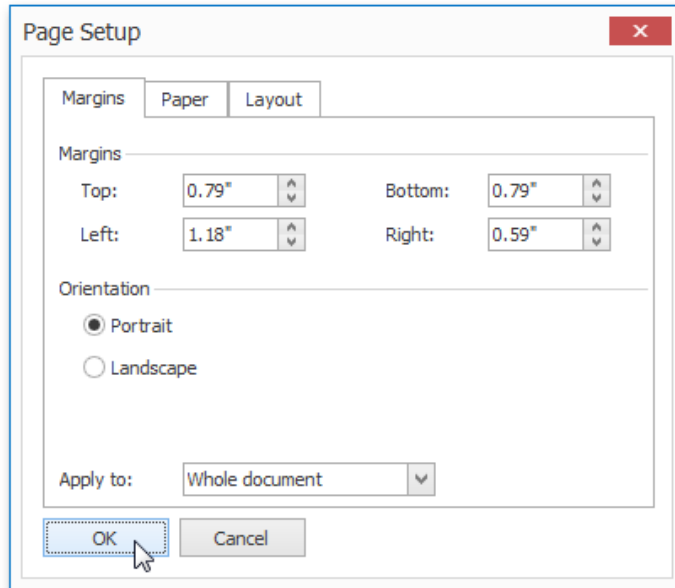 Page Setup
Margins Paper Layout
Margins
Top: 0.79" Bottom: 0.79"
Left: 1.18" Right: 0.59"
Orientation
Portrait
Landscape
Apply to: Whole document
OK Cancel